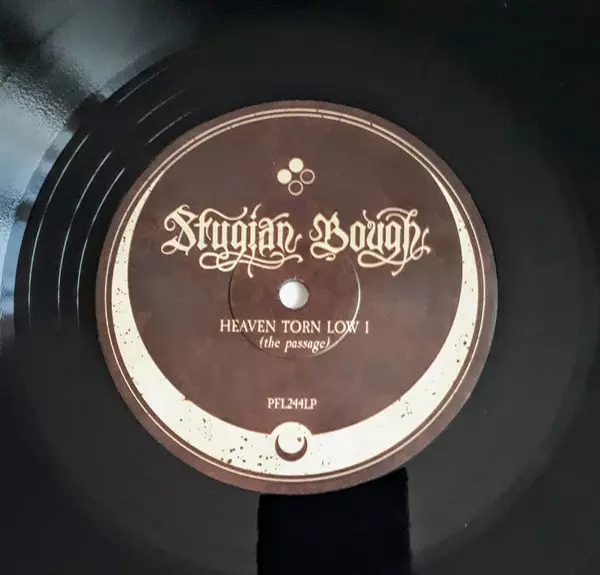 Stygian Bough
HEAVEN TORN LOW I
(the passage)
PFL244LP